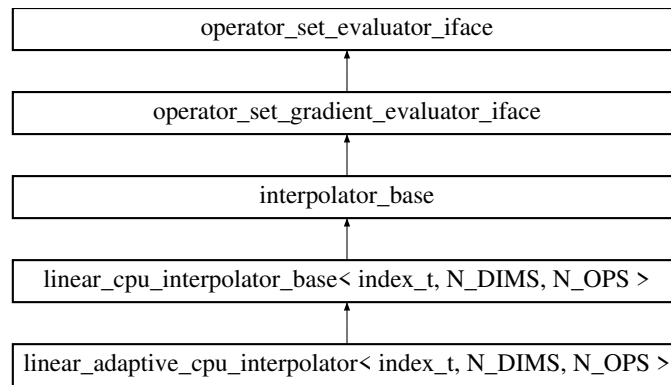 operator_set_evaluator_iface
operator_set_gradient_evaluator_iface
interpolator_base
linear_cpu_interpolator_base< index_t, N_DIMS, N_OPS >
linear_adaptive_cpu_interpolator< index_t, N_DIMS, N_OPS >